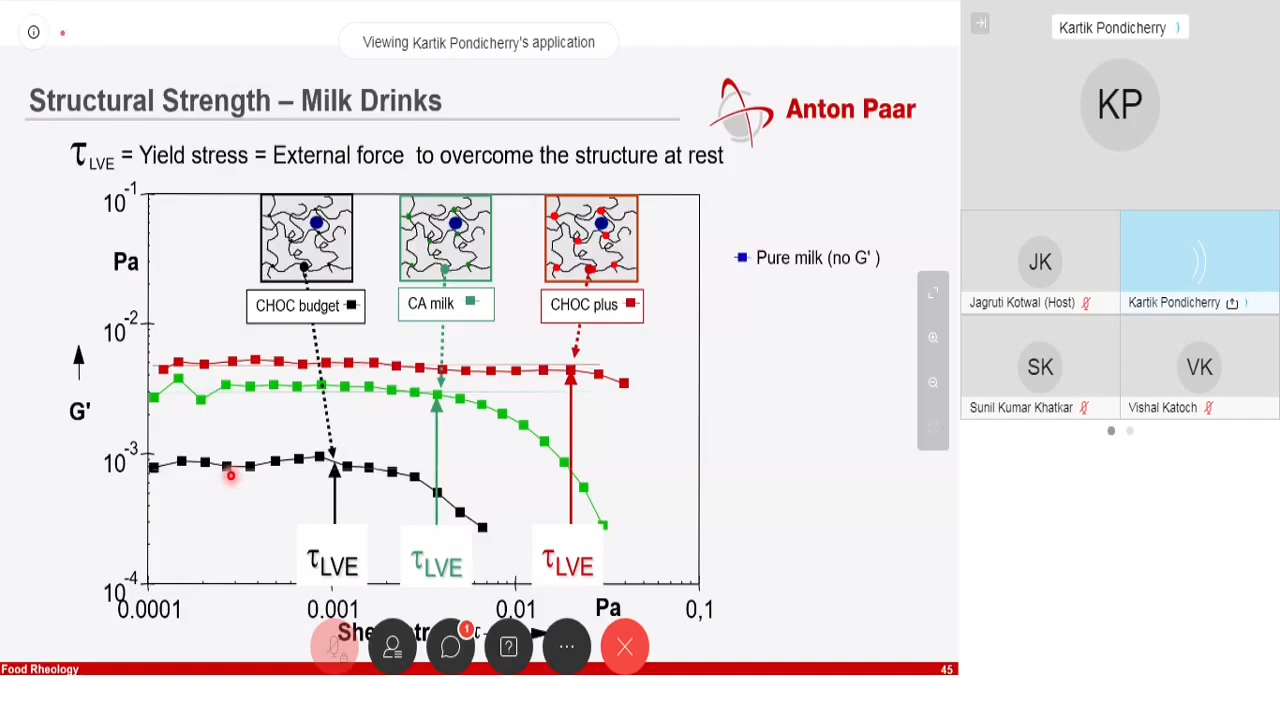 Viewing Kartik Pondicherry's application
Structural Strength – Milk Drinks
Anton Paar
τLVE = Yield stress = External force to overcome the structure at rest
10-1
Pa
10-2
G'
10-3
10-4
CHOC budget
CA milk
CHOC plus
Pure milk (no G' )
τLVE
τLVE
τLVE
0.0001
0.001
0.01
Pa
0,1
Food Rheology
45
1
?
Kartik Pondicherry
KP
JK
Jagruti Kotwal (Host)
Kartik Pondicherry
SK
Sunil Kumar Khatkar
VK
Vishal Katoch